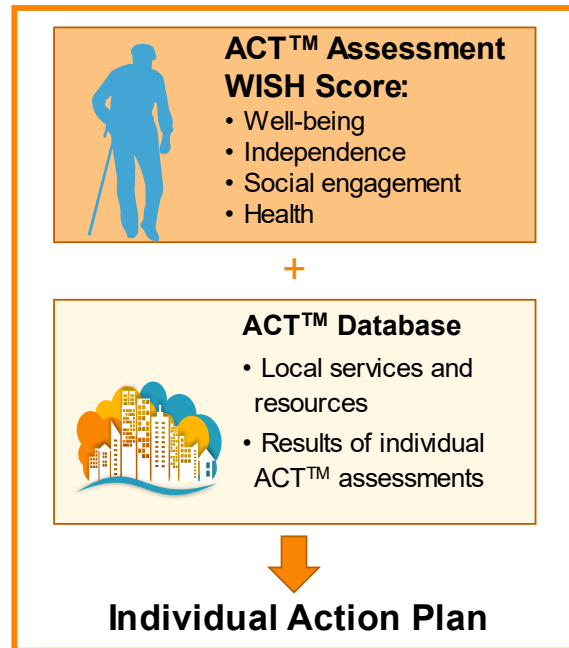 ACT™ Assessment
WISH Score:
• Well-being
• Independence
• Social engagement
• Health
+
ACT™ Database
• Local services and
resources
• Results of individual
ACT™ assessments
Individual Action Plan